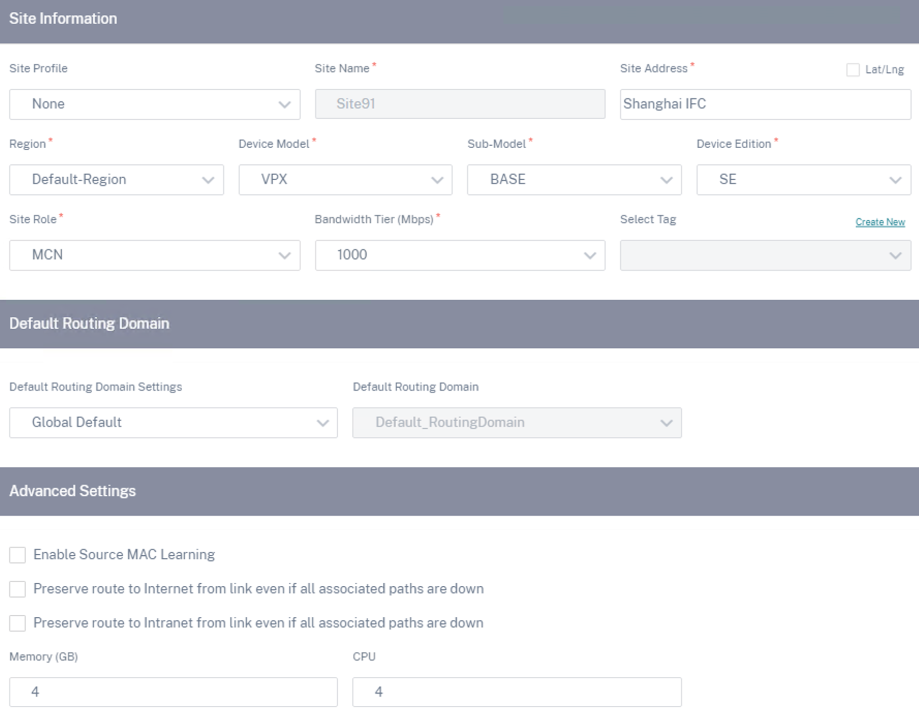 Site Information
Site Profile Site Name * Site Address * Lat/Lng
None Site91 Shanghai IFC
Region * Device Model * Sub-Model * Device Edition *
Default-Region VPX BASE SE
Site Role * Bandwidth Tier (Mbps) * Select Tag Create New
MCN 1000
Default Routing Domain
Default Routing Domain Settings Default Routing Domain
Global Default Default_RoutingDomain
Advanced Settings
Enable Source MAC Learning
Preserve route to Internet from link even if all associated paths are down
Preserve route to Intranet from link even if all associated paths are down
Memory (GB) CPU
4 4